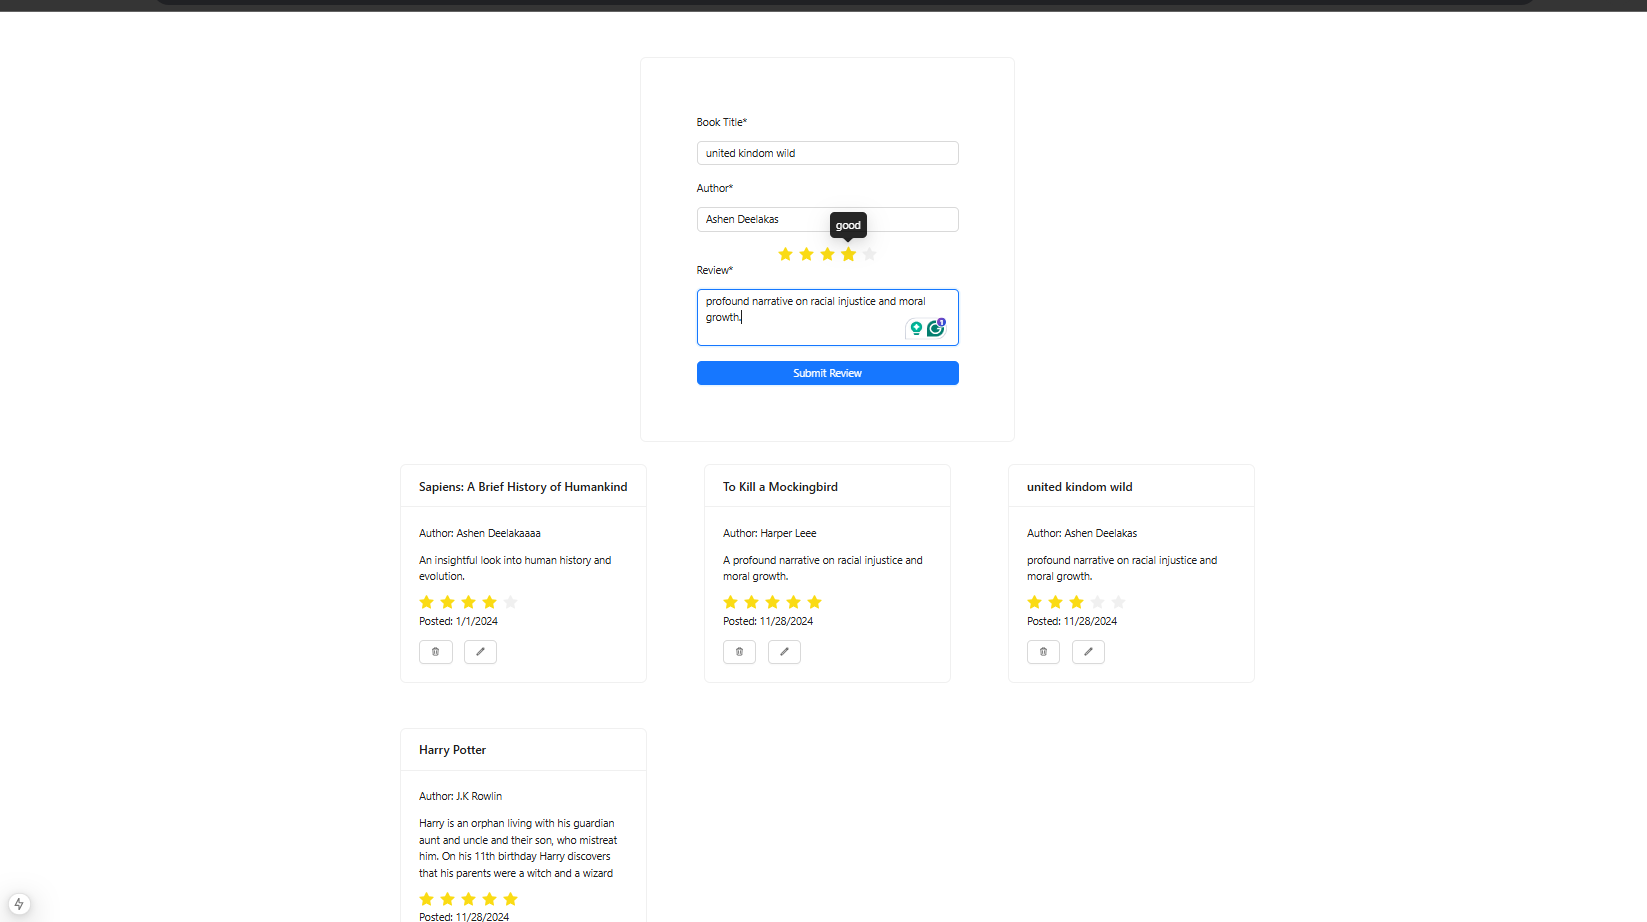 Book Title*
united kindom wild
Author*
Ashen Deelakas
good
Review*
profound narrative on racial injustice and moral
growth.
1
Submit Review
Sapiens: A Brief History of Humankind
Author: Ashen Deelakaaaa
An insightful look into human history and
evolution.
Posted: 1/1/2024
To Kill a Mockingbird
Author: Harper Leee
A profound narrative on racial injustice and
moral growth.
Posted: 11/28/2024
united kindom wild
Author: Ashen Deelakas
profound narrative on racial injustice and
moral growth.
Posted: 11/28/2024
Harry Potter
Author: J.K Rowlin
Harry is an orphan living with his guardian
aunt and uncle and their son, who mistreat
him. On his 11th birthday Harry discovers
that his parents were a witch and a wizard
Posted: 11/28/2024